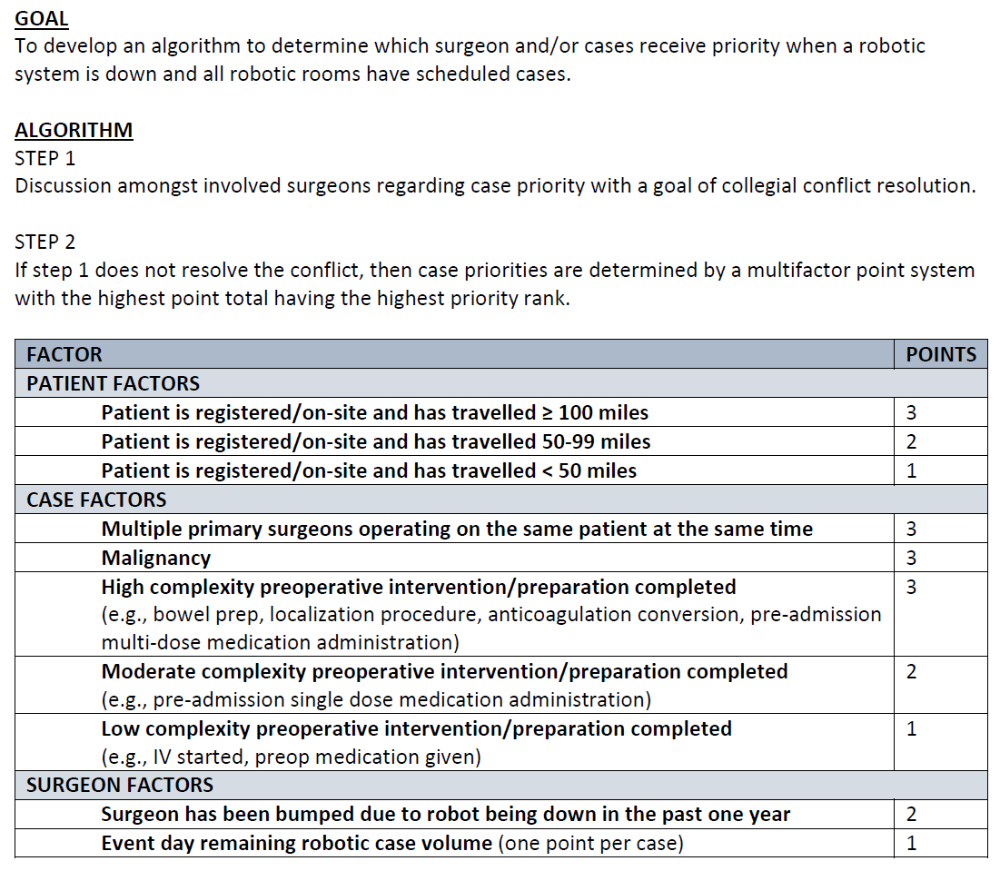 GOAL
To develop an algorithm to determine which surgeon and/or cases receive priority when a robotic
system is down and all robotic rooms have scheduled cases.
ALGORITHM
STEP 1
Discussion amongst involved surgeons regarding case priority with a goal of collegial conflict resolution.
STEP 2
If step 1 does not resolve the conflict, then case priorities are determined by a multifactor point system
with the highest point total having the highest priority rank.
FACTOR POINTS
PATIENT FACTORS
Patient is registered/on-site and has travelled ≥ 100 miles 3
Patient is registered/on-site and has travelled 50-99 miles 2
Patient is registered/on-site and has travelled < 50 miles 1
CASE FACTORS
Multiple primary surgeons operating on the same patient at the same time 3
Malignancy 3
High complexity preoperative intervention/preparation completed 3
(e.g., bowel prep, localization procedure, anticoagulation conversion, pre-admission
multi-dose medication administration)
Moderate complexity preoperative intervention/preparation completed 2
(e.g., pre-admission single dose medication administration)
Low complexity preoperative intervention/preparation completed 1
(e.g., IV started, preop medication given)
SURGEON FACTORS
Surgeon has been bumped due to robot being down in the past one year 2
Event day remaining robotic case volume (one point per case) 1